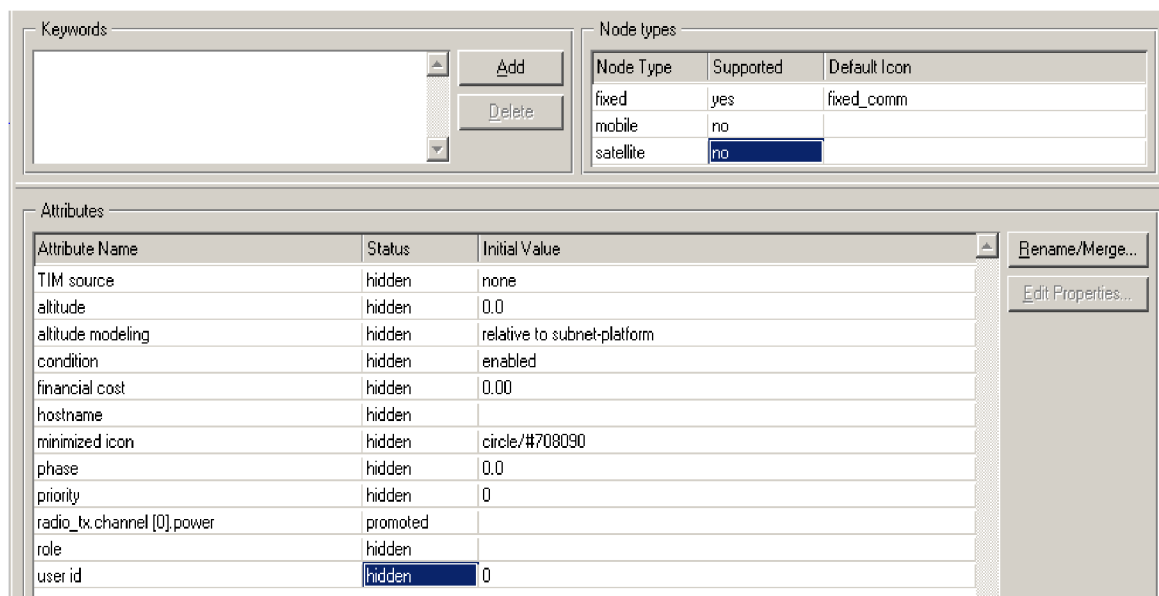 Keywords
Add
Delete
Node types
Node Type Supported Default Icon
fixed yes fixed_comm
mobile no
satellite no
Attributes
Attribute Name Status Initial Value
TIM source hidden none
altitude hidden 0.0
altitude modeling hidden relative to subnet-platform
condition hidden enabled
financial cost hidden 0.00
hostname hidden
minimized icon hidden circle/#708090
phase hidden 0.0
priority hidden 0
radio_tx.channel [0].power promoted
role hidden
user id hidden 0
Rename/Merge...
Edit Properties...